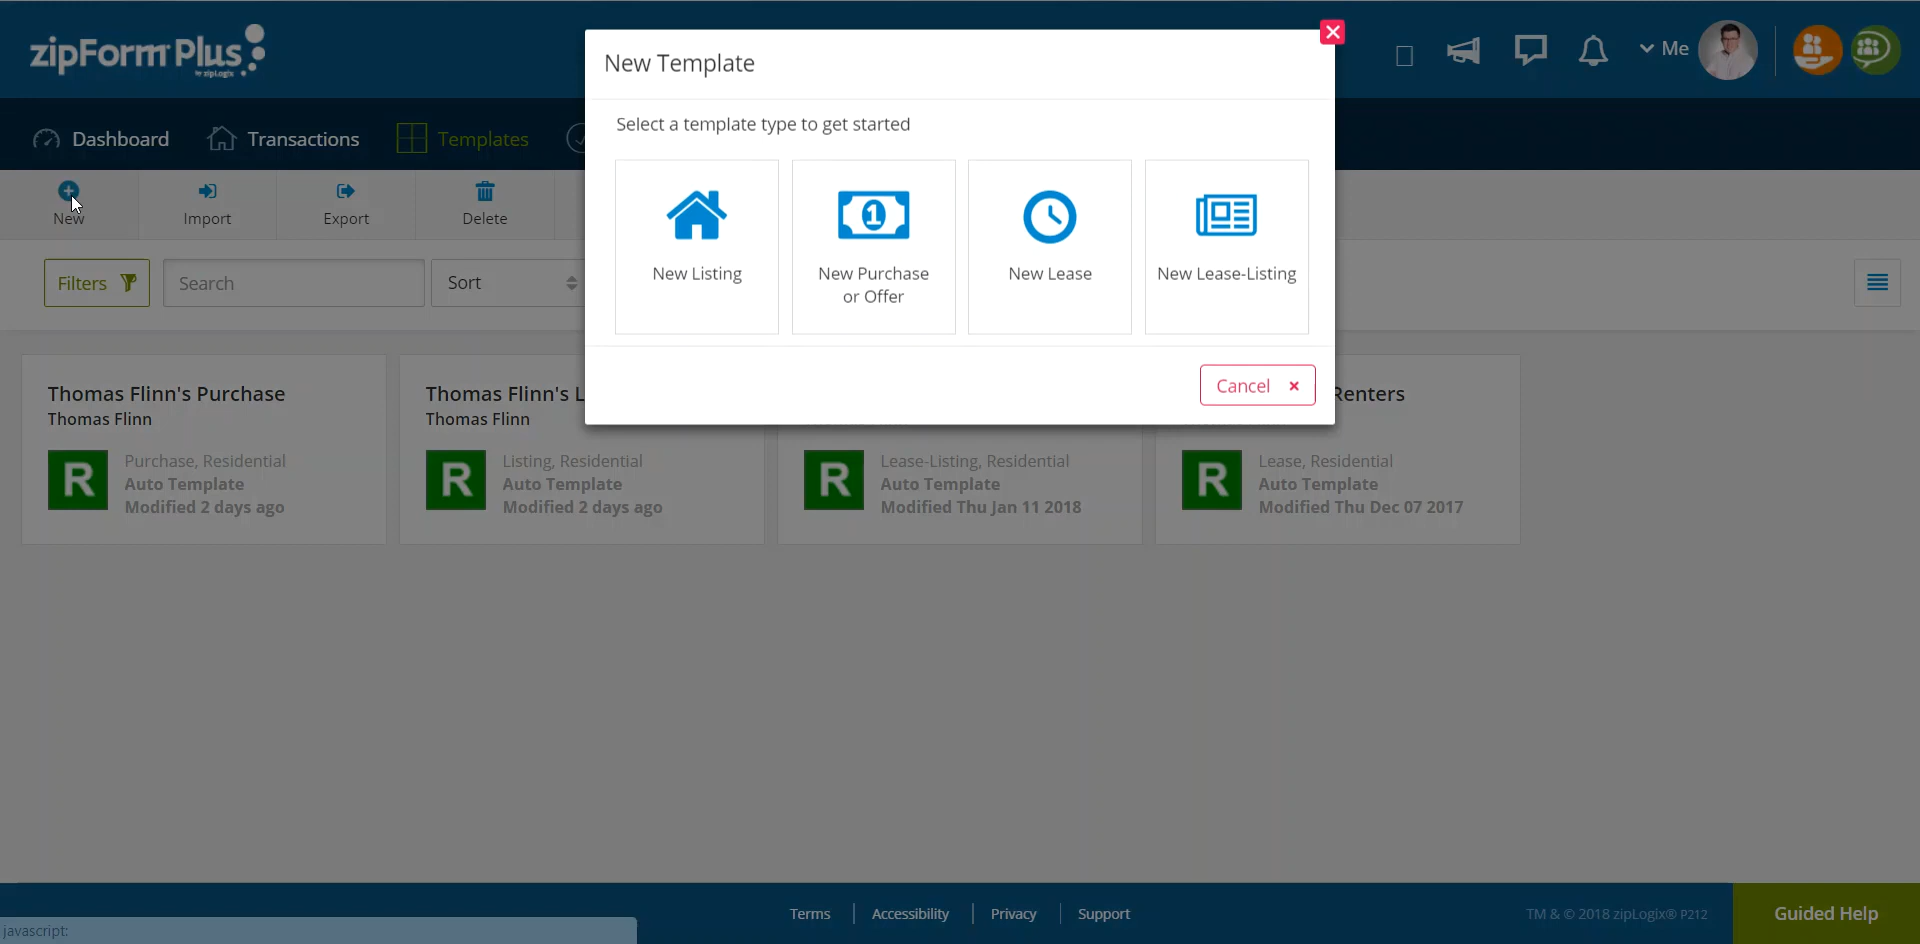 zipForm Plus
by zipLogix
Me
Dashboard
Transactions
Templates
New
Import
Export
Delete
Filters
Search
Sort
New Template
Select a template type to get started
New Listing
New Purchase
or Offer
New Lease
New Lease-Listing
Cancel
Thomas Flinn's Purchase
Thomas Flinn
R
Purchase, Residential
Auto Template
Modified 2 days ago
Thomas Flinn's L
Thomas Flinn
R
Listing, Residential
Auto Template
Modified 2 days ago
R
Lease-Listing, Residential
Auto Template
Modified Thu Jan 11 2018
Renters
R
Lease, Residential
Auto Template
Modified Thu Dec 07 2017
Terms
Accessibility
Privacy
Support
TM & © 2018 zipLogix® P212
Guided Help
javascript: